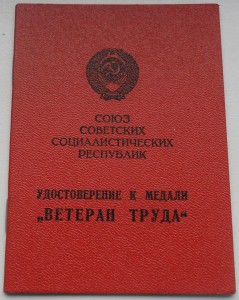 СОЮЗ
СОВЕТСКИХ
СОЦИАЛИСТИЧЕСКИХ
РЕСПУБЛИК
УДОСТОВЕРЕНИЕ К МЕДАЛИ
„ВЕТЕРАН ТРУДА“